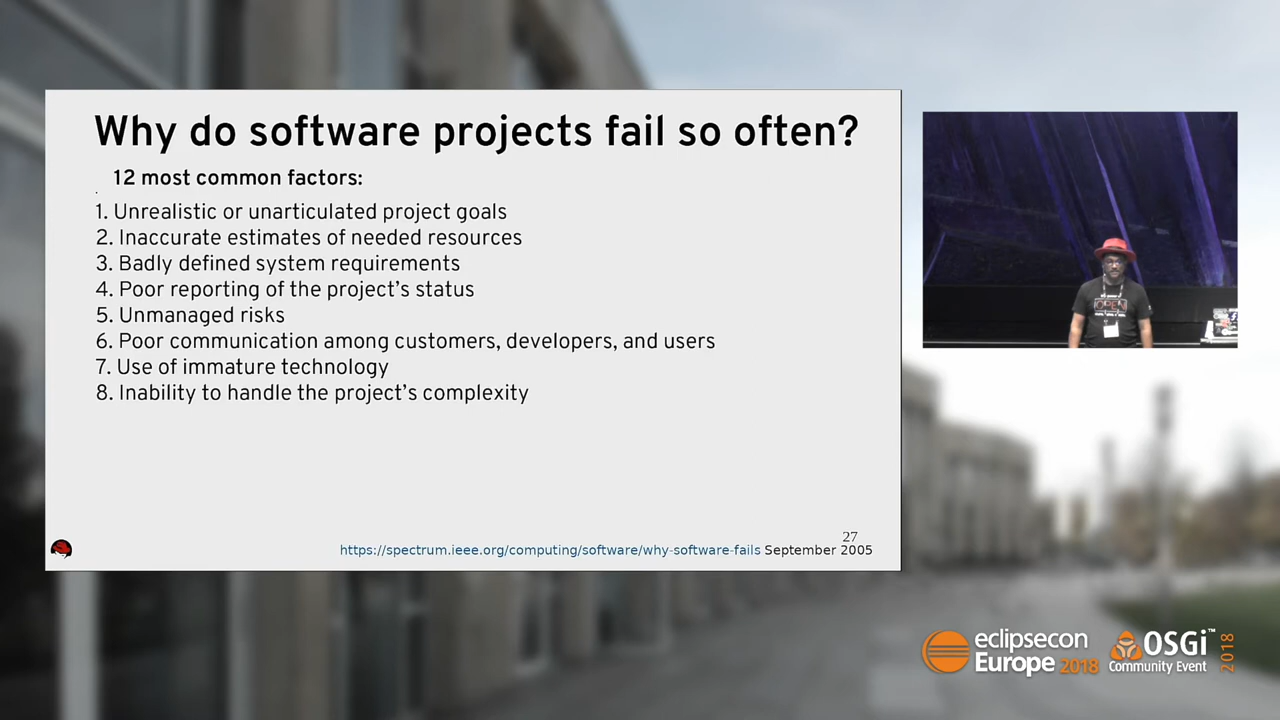 Why do software projects fail so often?
12 most common factors:
1. Unrealistic or unarticulated project goals
2. Inaccurate estimates of needed resources
3. Badly defined system requirements
4. Poor reporting of the project's status
5. Unmanaged risks
6. Poor communication among customers, developers, and users
7. Use of immature technology
8. Inability to handle the project's complexity
27
https://spectrum.ieee.org/computing/software/why-software-fails September 2005
OPEN
eclipsecon
Europe 2018
OSGi™
Community Event
2018